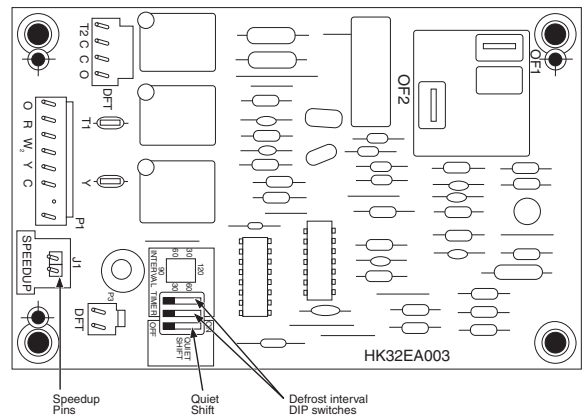 T2 C C O
DFT
T1
Y
O R W2 Y C
P1
SPEEDUP
J1
P3
DFT
OF1
OF2
INTERVAL TIMER OFF
30
60
120
90
30
60
QUIET
SHIFT
HK32EA003
Speedup
Pins
Quiet
Shift
Defrost interval
DIP switches